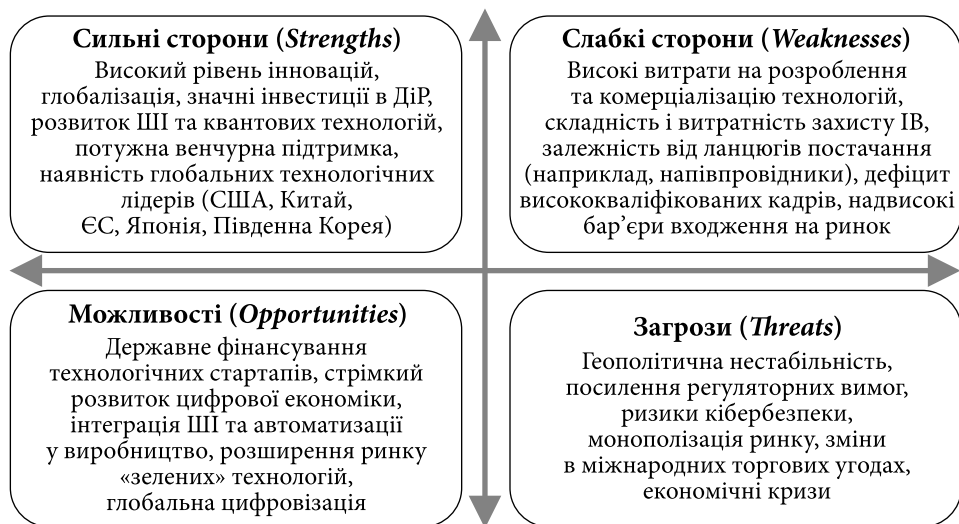 Сильні сторони (Strengths)
Високий рівень інновацій,
глобалізація, значні інвестиції в ДіР,
розвиток ШІ та квантових технологій,
потужна венчурна підтримка,
наявність глобальних технологічних
лідерів (США, Китай,
ЄС, Японія, Південна Корея)
Слабкі сторони (Weaknesses)
Високі витрати на розроблення
та комерціалізацію технологій,
складність і витратність захисту ІВ,
залежність від ланцюгів постачання
(наприклад, напівпровідники), дефіцит
висококваліфікованих кадрів, надвисокі
бар’єри входження на ринок
Можливості (Opportunities)
Державне фінансування
технологічних стартапів, стрімкий
розвиток цифрової економіки,
інтеграція ШІ та автоматизації
у виробництво, розширення ринку
«зелених» технологій,
глобальна цифровізація
Загрози (Threats)
Геополітична нестабільність,
посилення регуляторних вимог,
ризики кібербезпеки,
монополізація ринку, зміни
в міжнародних торгових угодах,
економічні кризи